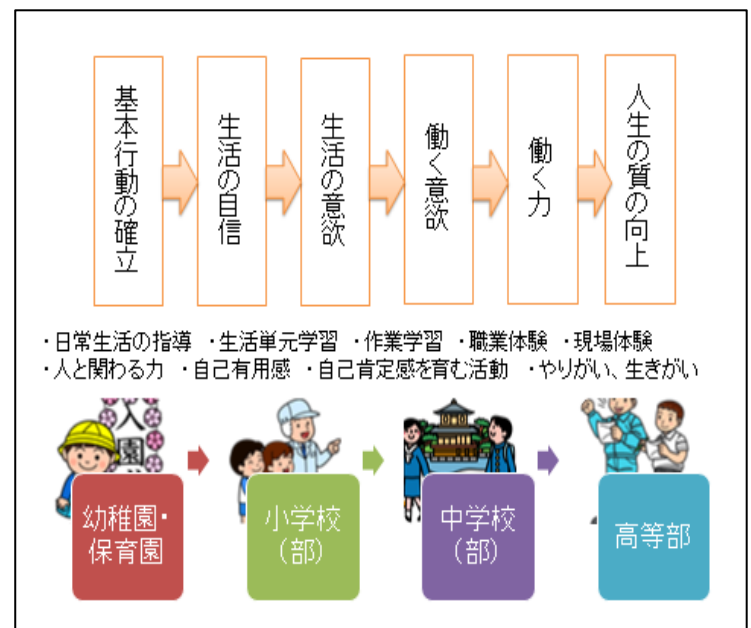 基本行動の確立
生活の自信
生活の意欲
働く意欲
働く力
人生の質の向上
・日常生活の指導 ・生活単元学習 ・作業学習 ・職業体験 ・現場体験
・人と関わる力 ・自己有用感 ・自己肯定感を育む活動 ・やりがい、生きがい
入園
幼稚園・
保育園
小学校
（部）
中学校
（部）
高等部